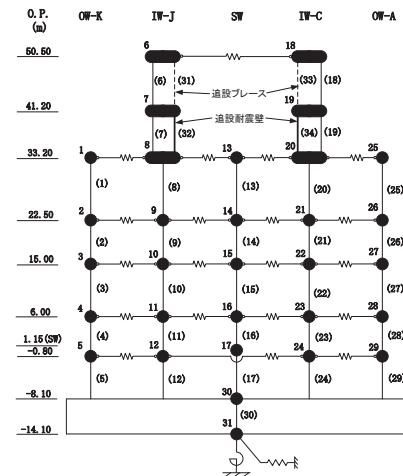 O.P. OW-K IW-J SW IW-C OW-A
(m)
50.50 6 18
(6) (31) (33) (18)
追設ブレース
41.20 7 19
追設耐震壁
(7) (32) (34) (19)
33.20 1 8 13 20 25
(1) (8) (13) (20) (25)
22.50 2 9 14 21 26
(2) (9) (14) (21) (26)
15.00 3 10 15 22 27
(3) (10) (15) (22) (27)
6.00 4 11 16 23 28
(4) (11) (16) (23) (28)
1.15(SW) 17
-0.80 5 12 24 29
(5) (12) (17) (24) (29)
-8.10 30
(30)
-14.10 31